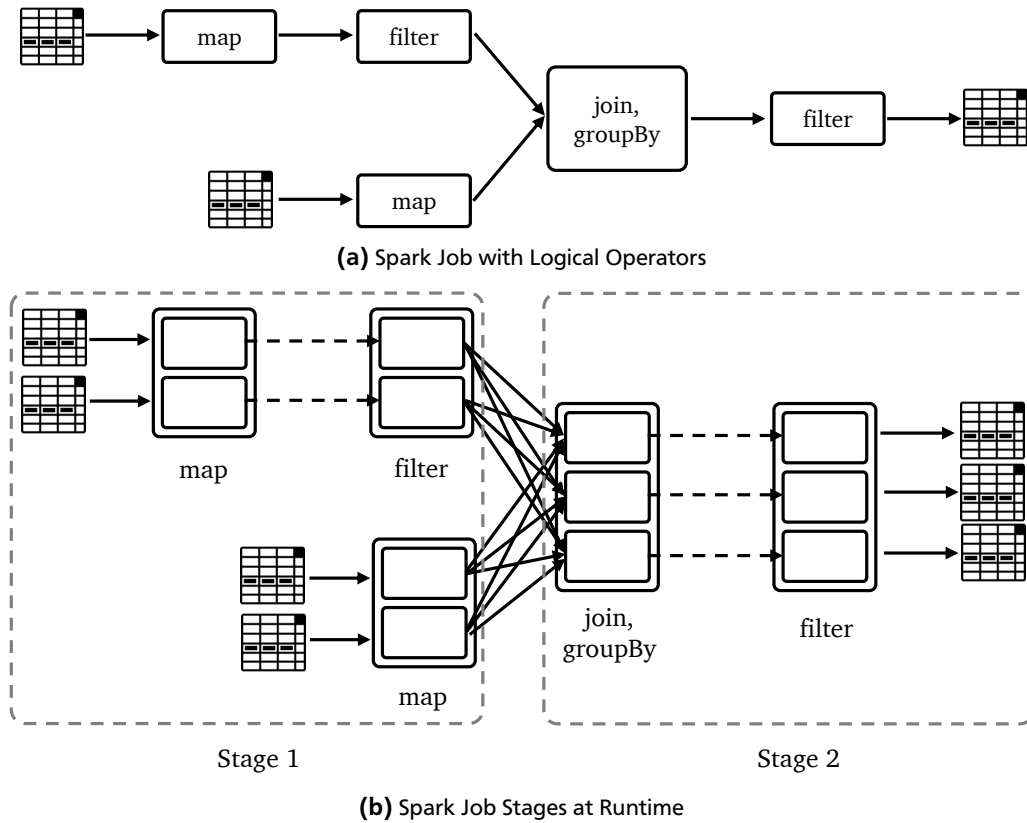 map
filter
join,
groupBy
filter
map
(a) Spark Job with Logical Operators
map
filter
join,
groupBy
filter
map
Stage 1
Stage 2
(b) Spark Job Stages at Runtime